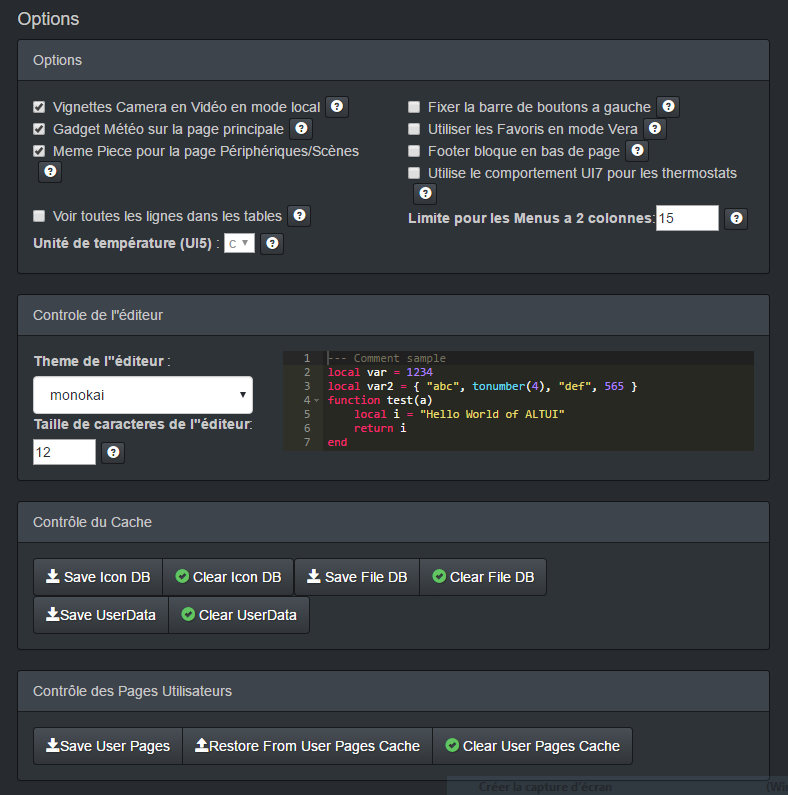 Options
Options
Vignettes Camera en Vidéo en mode local ?
Gadget Météo sur la page principale ?
Meme Piece pour la page Périphériques/Scènes
?
Voir toutes les lignes dans les tables ?
Unité de température (UI5) : c ?
Fixer la barre de boutons a gauche ?
Utiliser les Favoris en mode Vera ?
Footer bloque en bas de page ?
Utilise le comportement UI7 pour les thermostats
?
Limite pour les Menus a 2 colonnes: 15 ?
Controle de l"éditeur
Theme de l"éditeur :
monokai
Taille de caracteres de l"éditeur:
12 ?
1 --- Comment sample
2 local var = 1234
3 local var2 = { "abc", tonumber(4), "def", 565 }
4 function test(a)
5 local i = "Hello World of ALTUI"
6 return i
7 end
Contrôle du Cache
Save Icon DB Clear Icon DB Save File DB Clear File DB
Save UserData Clear UserData
Contrôle des Pages Utilisateurs
Save User Pages Restore From User Pages Cache Clear User Pages Cache
Créer la capture d'écran